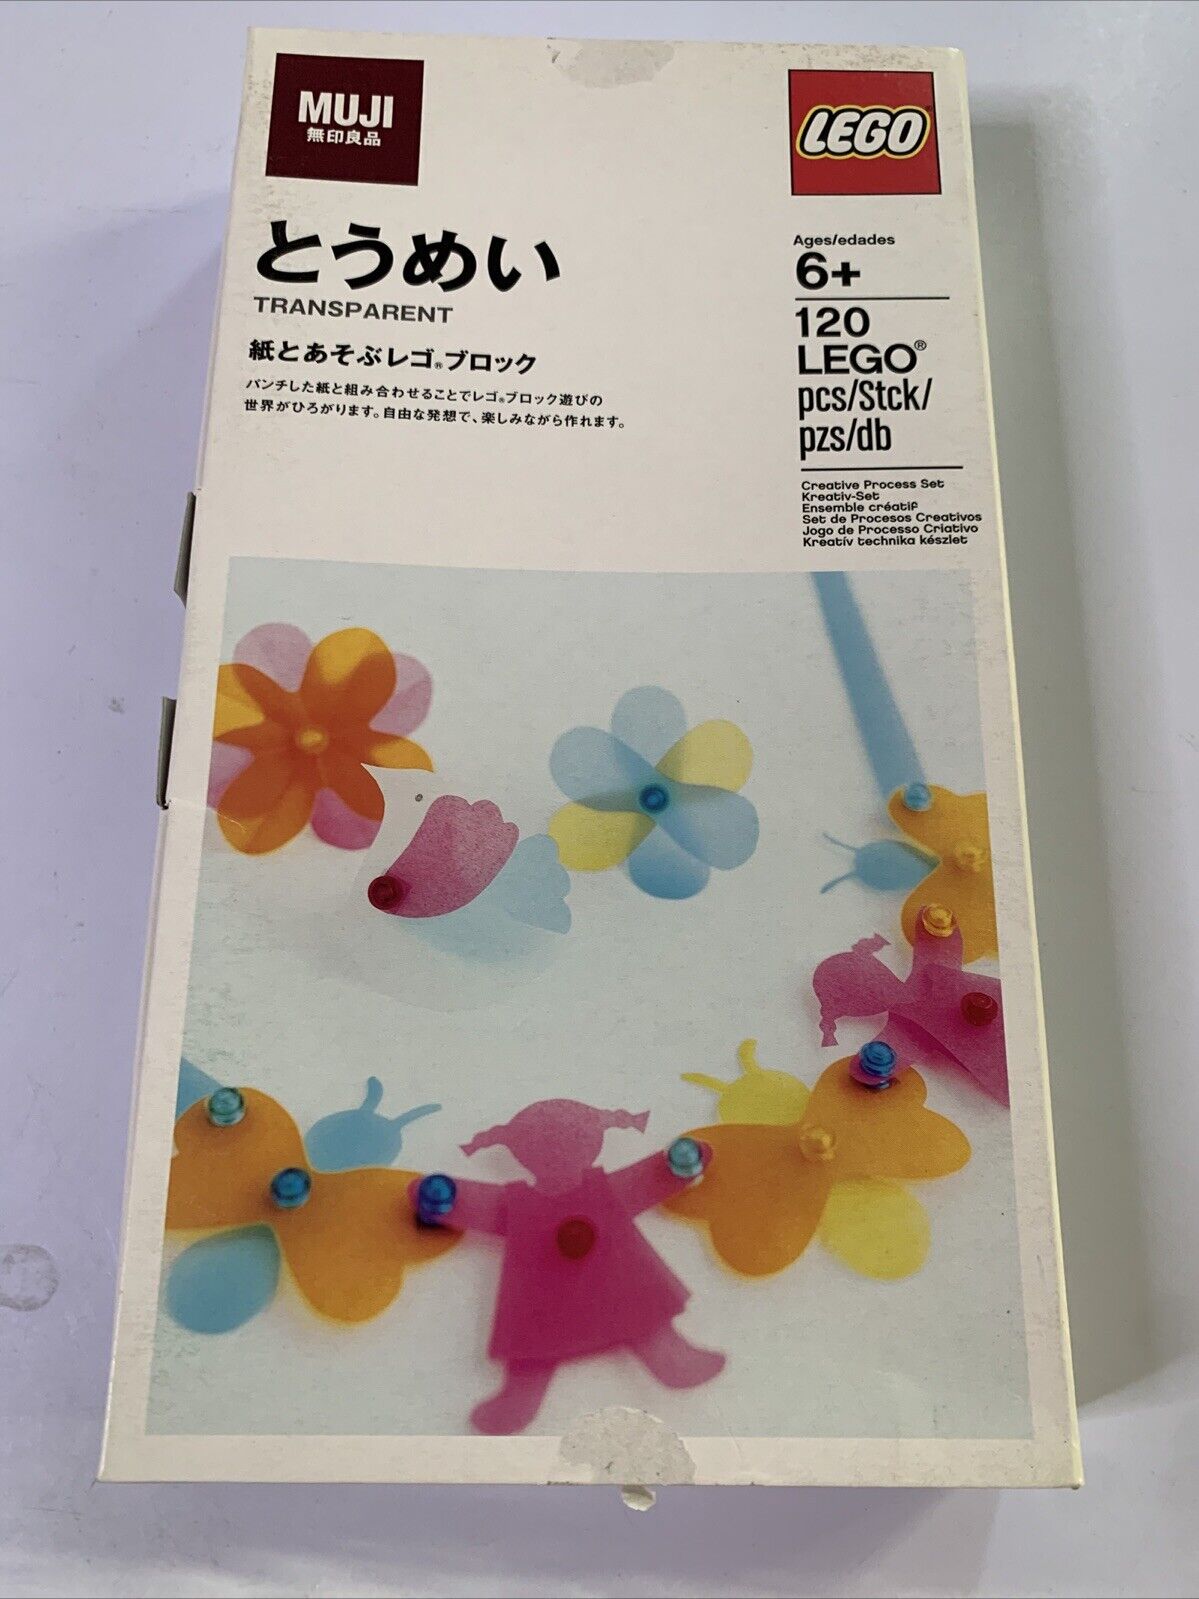 MUJI
無印良品
LEGO
とうめい
TRANSPARENT
紙とあそぶレゴ®ブロック
パンチした紙と組み合わせることでレゴ®ブロック遊びの
世界がひろがります。自由な発想で、楽しみながら作れます。
Ages/edades
6+
120
LEGO®
pcs/Stck/
pzs/db
Creative Process Set
Kreativ-Set
Ensemble créatif
Set de Procesos Creativos
Jogo de Processo Criativo
Kreatív technika készlet